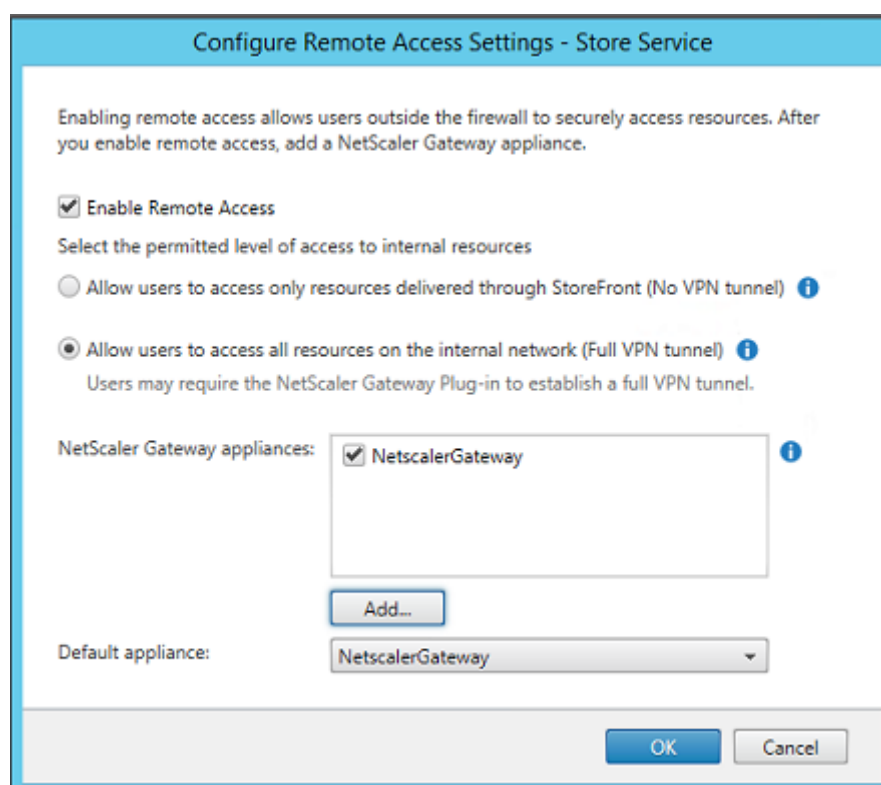 Configure Remote Access Settings - Store Service
Enabling remote access allows users outside the firewall to securely access resources. After
you enable remote access, add a NetScaler Gateway appliance.
Enable Remote Access
Select the permitted level of access to internal resources
Allow users to access only resources delivered through StoreFront (No VPN tunnel)
Allow users to access all resources on the internal network (Full VPN tunnel)
Users may require the NetScaler Gateway Plug-in to establish a full VPN tunnel.
NetScaler Gateway appliances:
NetscalerGateway
Add...
Default appliance:
NetscalerGateway
OK
Cancel